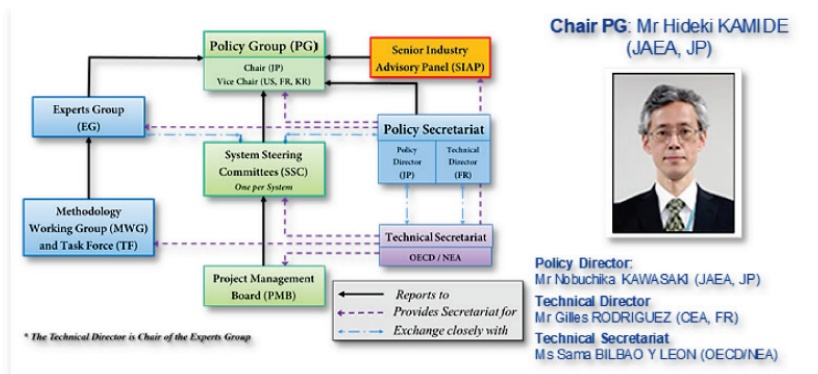 Policy Group (PG)
Chair (JP)
Vice Chair (US, FR, KR)
Senior Industry
Advisory Panel (SIAP)
Experts Group
(EG)
Policy Secretariat
Policy
Director
(JP)
Technical
Director
(FR)
System Steering
Committees (SSC)
One per System
Methodology
Working Group (MWG)
and Task Force (TF)
Technical Secretariat
OECD / NEA
Project Management
Board (PMB)
Reports to
Provides Secretariat for
Exchange closely with
* The Technical Director is Chair of the Experts Group
Chair PG: Mr Hideki KAMIDE
(JAEA, JP)
Policy Director:
Mr Nobuchika KAWASAKI (JAEA, JP)
Technical Director
Mr Gilles RODRIGUEZ (CEA, FR)
Technical Secretariat
Ms Sama BILBAO Y LEON (OECD/NEA)